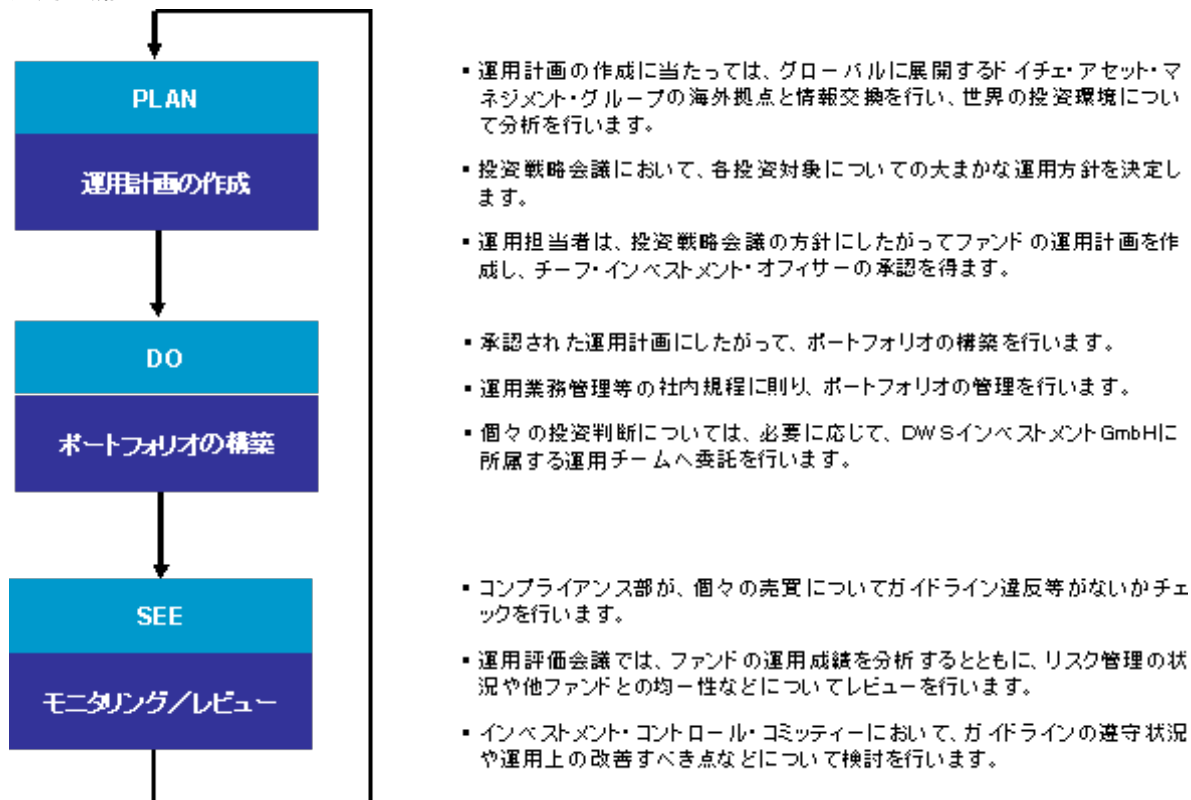 PLAN
運用計画の作成
▪運用計画の作成に当たっては、グローバルに展開するドイチェ・アセット・マ
ネジメント・グループの海外拠点と情報交換を行い、世界の投資環境につい
て分析を行います。
▪投資戦略会議において、各投資対象についての大まかな運用方針を決定し
ます。
▪運用担当者は、投資戦略会議の方針にしたがってファンドの運用計画を作
成し、チーフ・インベストメント・オフィサーの承認を得ます。
DO
ポートフォリオの構築
▪承認された運用計画にしたがって、ポートフォリオの構築を行います。
▪運用業務管理等の社内規程に則り、ポートフォリオの管理を行います。
▪個々の投資判断については、必要に応じて、DWSインベストメントGmbHに
所属する運用チームへ委託を行います。
SEE
モニタリング／レビュー
▪コンプライアンス部が、個々の売買についてガイドライン違反等がないかチェ
ックを行います。
▪運用評価会議では、ファンドの運用成績を分析するとともに、リスク管理の状
況や他ファンドとの均一性などについてレビューを行います。
▪インベストメント・コントロール・コミッティーにおいて、ガイドラインの遵守状況
や運用上の改善すべき点などについて検討を行います。